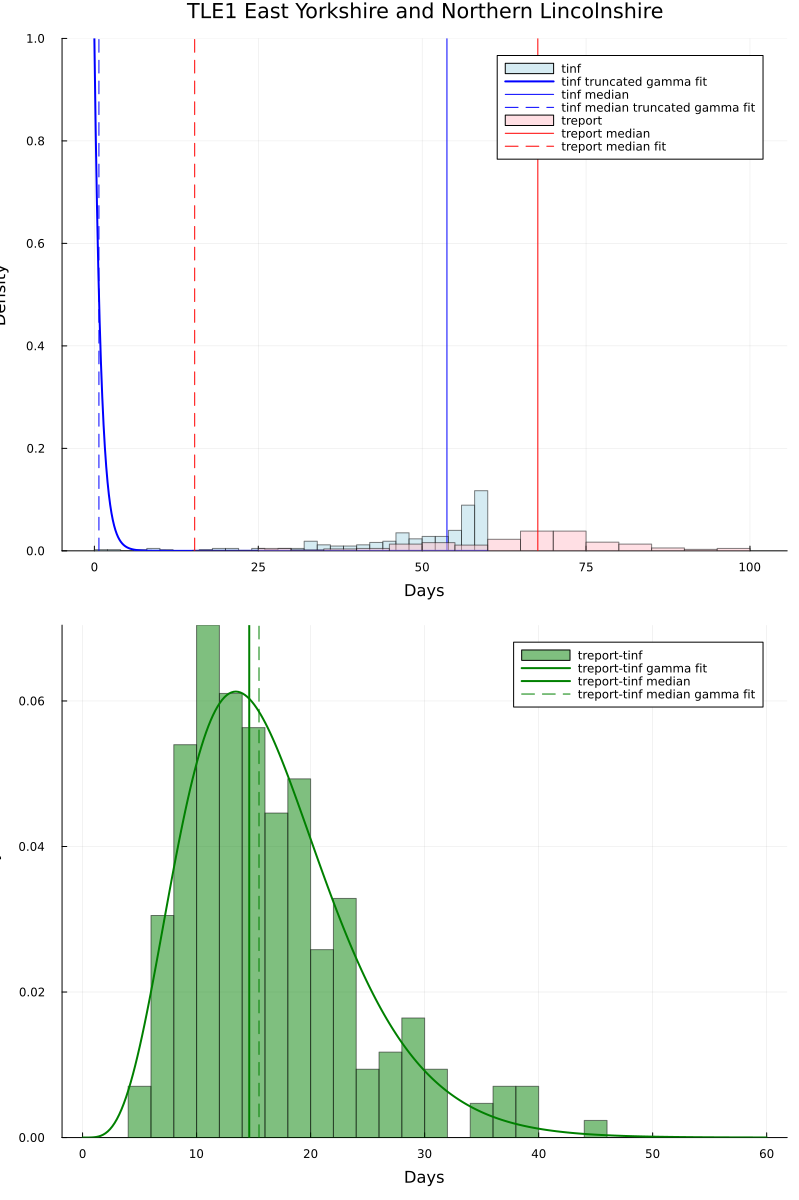 TLE1 East Yorkshire and Northern Lincolnshire
1.0
0.8
0.6
0.4
0.2
0.0
Density
tinf
tinf truncated gamma fit
tinf median
tinf median truncated gamma fit
treport
treport median
treport median fit
0 25 50 75 100
Days
0.06
0.04
0.02
0.00
treport-tinf
treport-tinf gamma fit
treport-tinf median
treport-tinf median gamma fit
0 10 20 30 40 50 60
Days